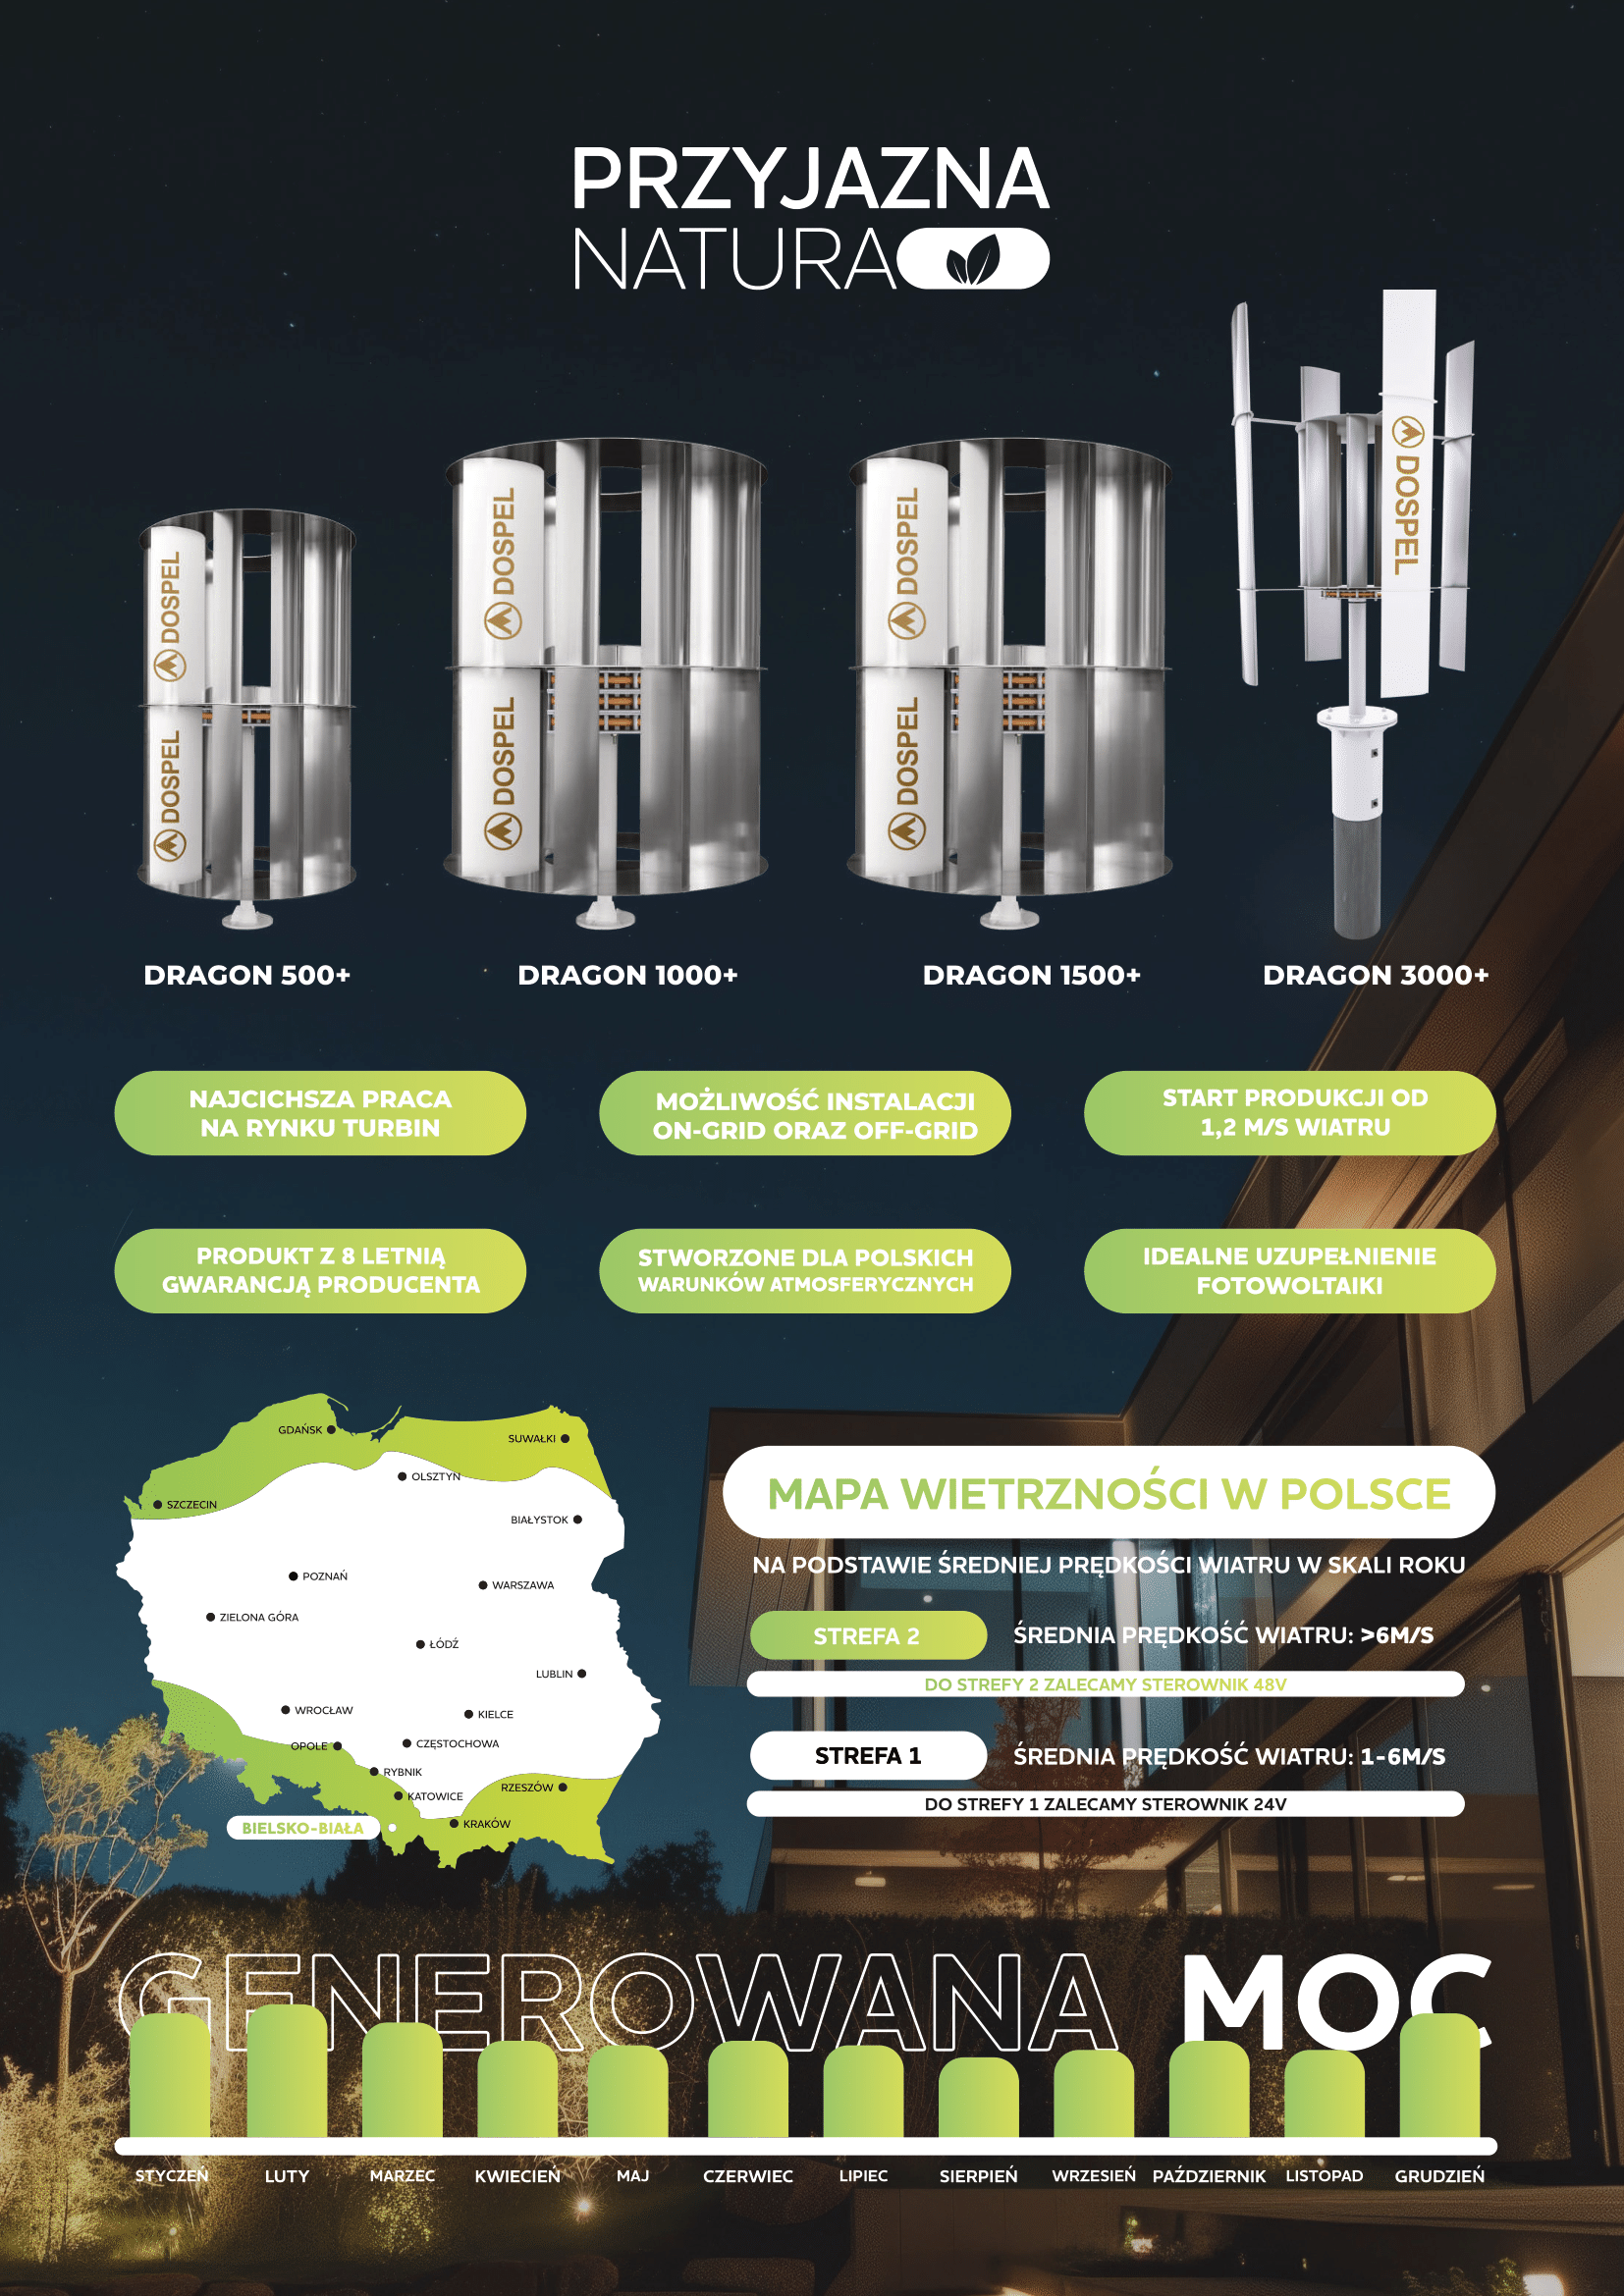 PRZYJAZNA
NATURA
DOSPEL
DOSPEL
DOSPEL
DOSPEL
DOSPEL
DOSPEL
DOSPEL
DRAGON 500+
DRAGON 1000+
DRAGON 1500+
DRAGON 3000+
NAJCICHSZA PRACA
NA RYNKU TURBIN
MOŻLIWOŚĆ INSTALACJI
ON-GRID ORAZ OFF-GRID
START PRODUKCJI OD
1,2 M/S WIATRU
PRODUKT Z 8 LETNIĄ
GWARANCJĄ PRODUCENTA
STWORZONE DLA POLSKICH
WARUNKÓW ATMOSFERYCZNYCH
IDEALNE UZUPEŁNIENIE
FOTOWOLTAIKI
GDAŃSK
SUWAŁKI
OLSZTYN
SZCZECIN
BIAŁYSTOK
POZNAŃ
WARSZAWA
ZIELONA GÓRA
ŁÓDŹ
LUBLIN
WROCŁAW
KIELCE
OPOLE
CZĘSTOCHOWA
RYBNIK
RZESZÓW
KATOWICE
KRAKÓW
BIELSKO-BIAŁA
MAPA WIETRZNOŚCI W POLSCE
NA PODSTAWIE ŚREDNIEJ PRĘDKOŚCI WIATRU W SKALI ROKU
STREFA 2
ŚREDNIA PRĘDKOŚĆ WIATRU: >6M/S
DO STREFY 2 ZALECAMY STEROWNIK 48V
STREFA 1
ŚREDNIA PRĘDKOŚĆ WIATRU: 1-6M/S
DO STREFY 1 ZALECAMY STEROWNIK 24V
GENEROWANA MOC
STYCZEŃ
LUTY
MARZEC
KWIECIEŃ
MAJ
CZERWIEC
LIPIEC
SIERPIEŃ
WRZESIEŃ
PAŹDZIERNIK
LISTOPAD
GRUDZIEŃ